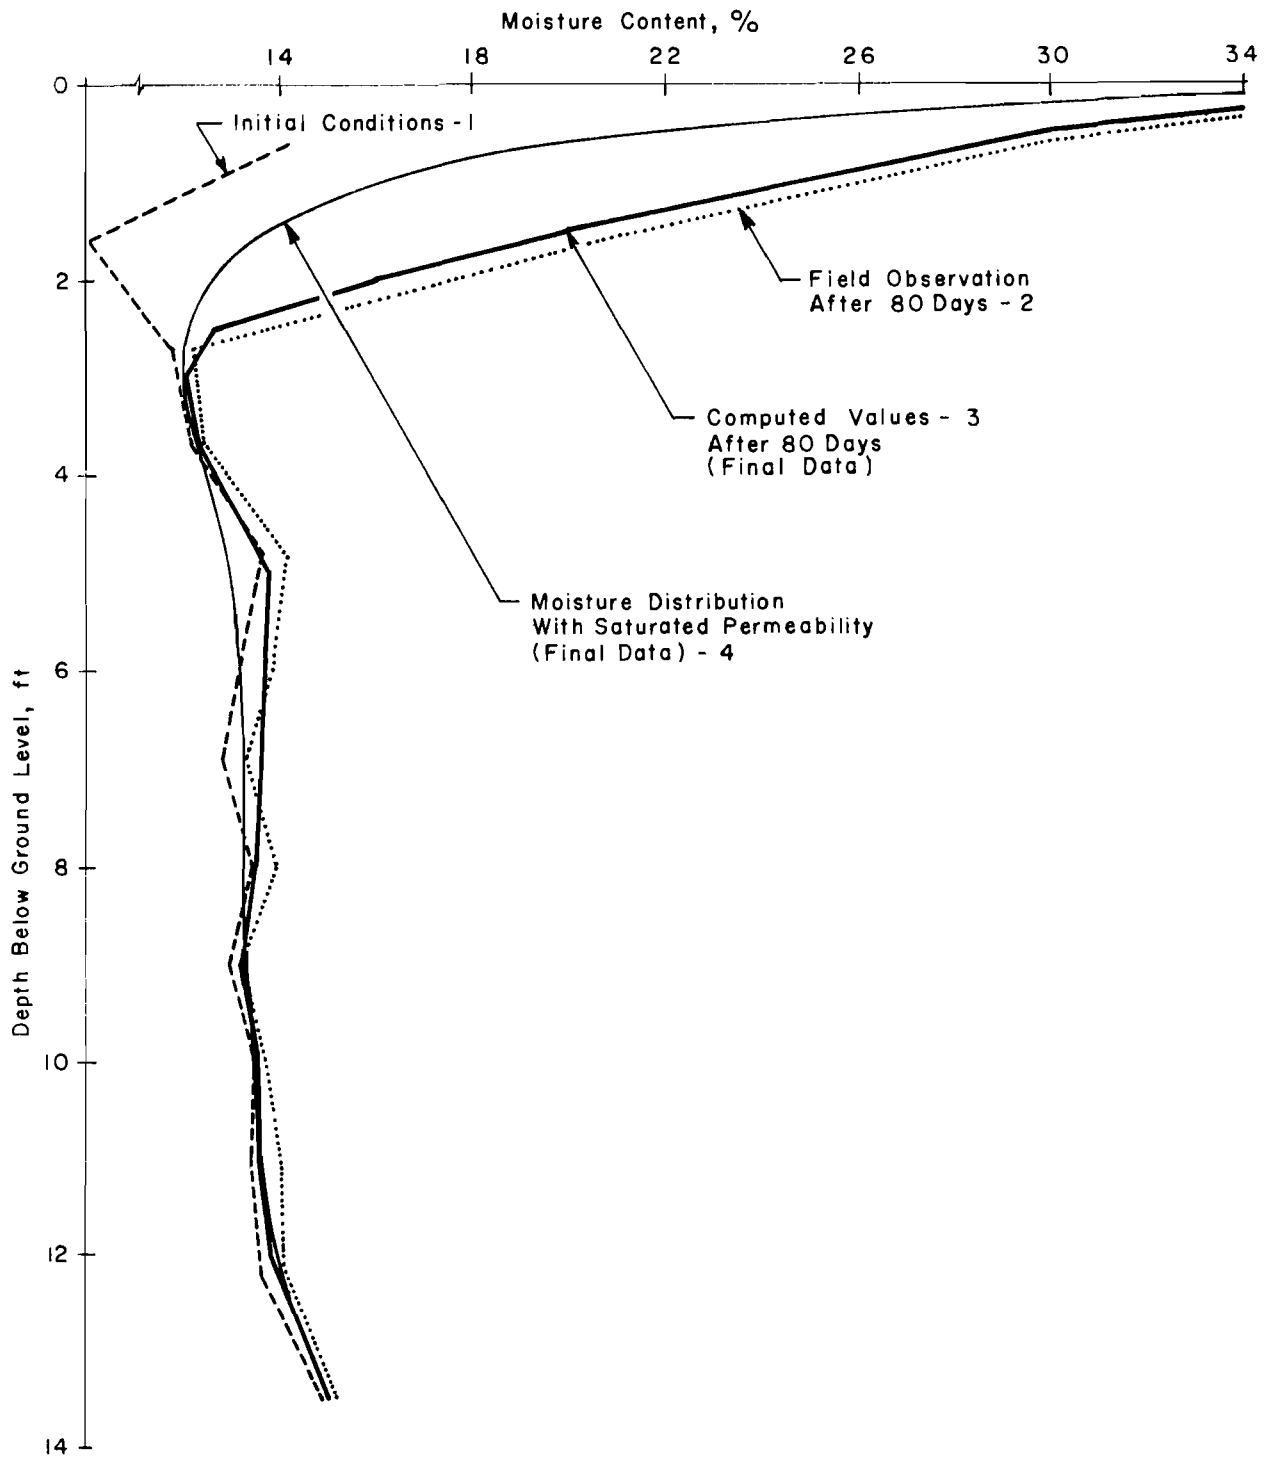 Moisture Content, %
14 18 22 26 30 34
0
Initial Conditions - 1
2
Field Observation
After 80 Days - 2
Computed Values - 3
After 80 Days
(Final Data)
4
Moisture Distribution
With Saturated Permeability
(Final Data) - 4
6
Depth Below Ground Level, ft
8
10
12
14